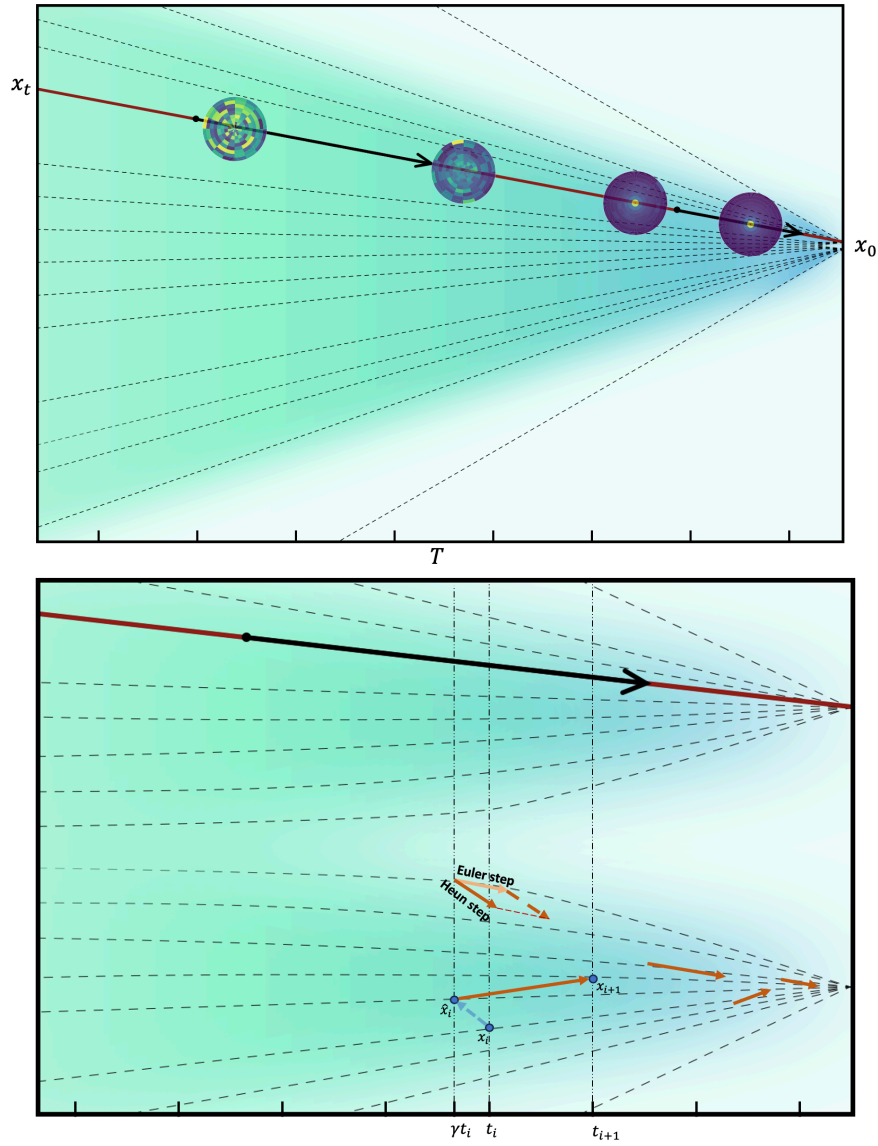 x_t
x_0
T
Euler step
Heun step
x̂_i
x_i
x_{i+1}
γt_i
t_i
t_{i+1}